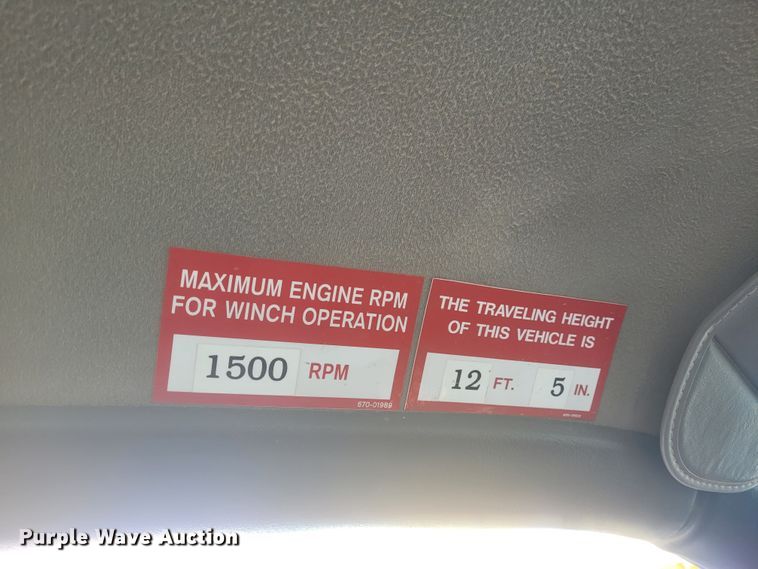 MAXIMUM ENGINE RPM
FOR WINCH OPERATION
1500 RPM
670-01989
THE TRAVELING HEIGHT
OF THIS VEHICLE IS
12 FT. 5 IN.
Purple Wave Auction